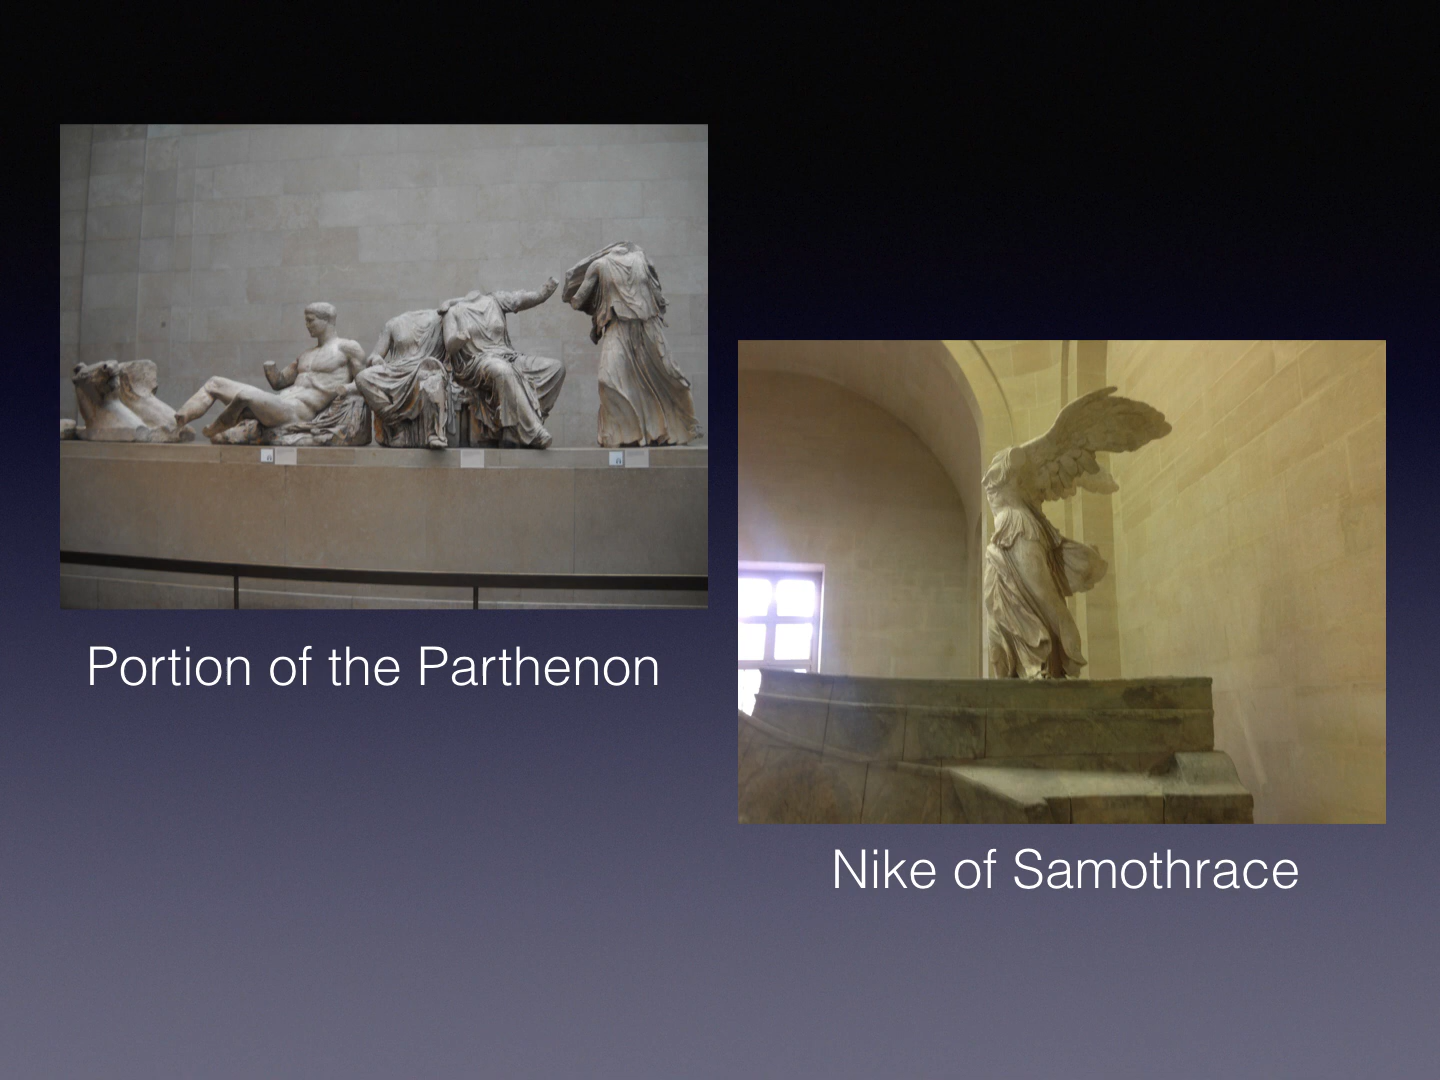 Portion of the Parthenon
Nike of Samothrace